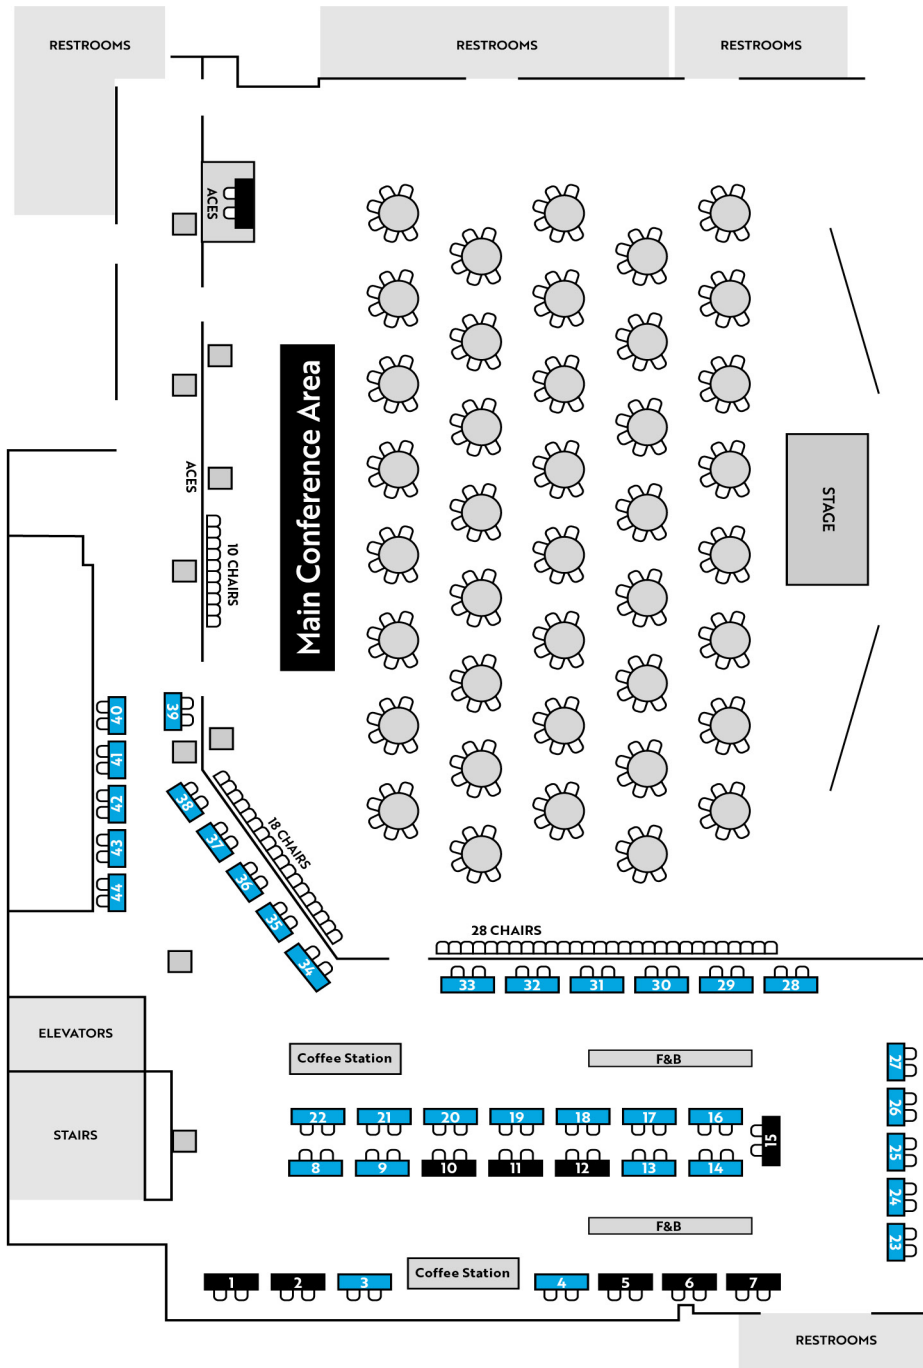 RESTROOMS
RESTROOMS
RESTROOMS
ACES
Main Conference Area
ACES
STAGE
10 CHAIRS
39
40
41
42
43
44
38
37
36
35
34
18 CHAIRS
28 CHAIRS
33
32
31
30
29
28
ELEVATORS
Coffee Station
F&B
27
26
25
24
23
STAIRS
22
21
20
19
18
17
16
15
8
9
10
11
12
13
14
F&B
Coffee Station
1
2
3
4
5
6
7
RESTROOMS